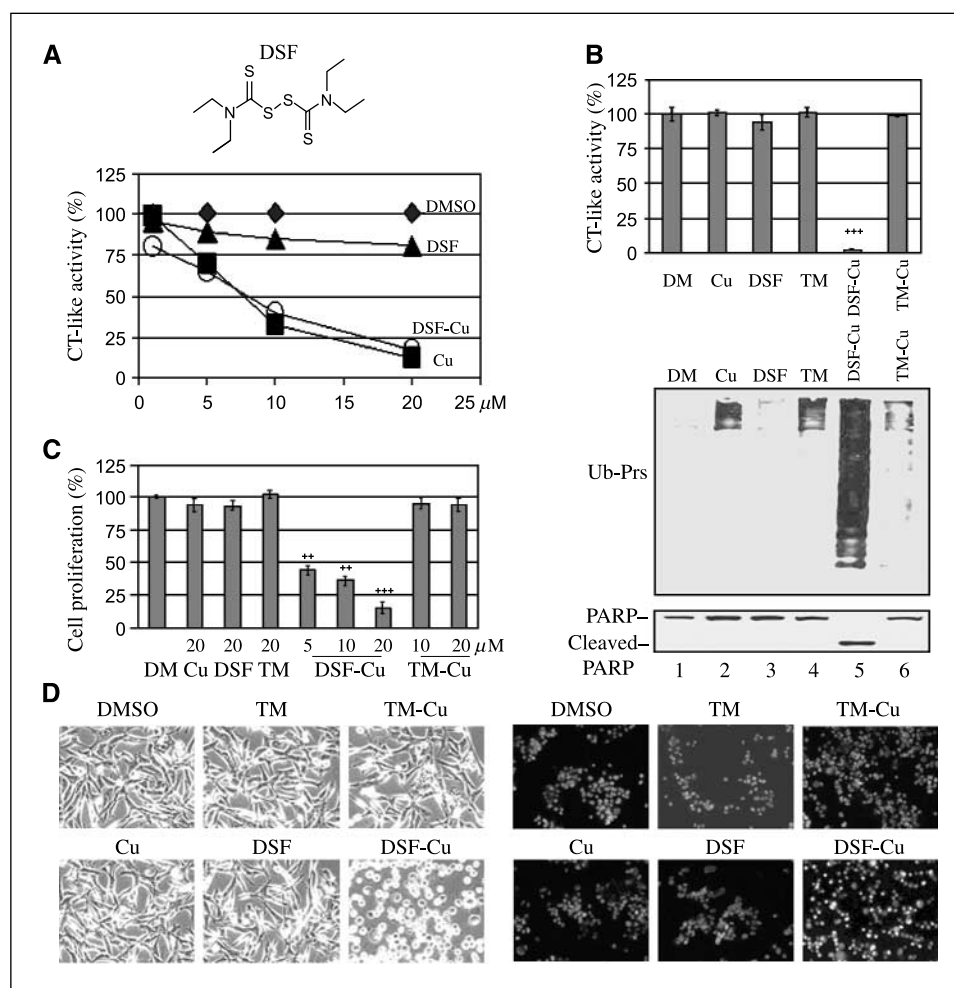 A
DSF
S
N
S
S
N
S
CT-like activity (%)
125
100
75
50
25
0
DMSO
DSF
DSF-Cu
Cu
0 5 10 15 20 25 µM
B
CT-like activity (%)
125
100
75
50
25
0
+++
DM Cu DSF TM DSF-Cu TM-Cu
DM Cu DSF TM DSF-Cu TM-Cu
Ub-Prs
PARP–
Cleaved–
PARP
1 2 3 4 5 6
C
Cell proliferation (%)
125
100
75
50
25
0
++ ++ +++
20 20 20 5 10 20 10 20 µM
DM Cu DSF TM DSF-Cu TM-Cu
D
DMSO TM TM-Cu
Cu DSF DSF-Cu
DMSO TM TM-Cu
Cu DSF DSF-Cu